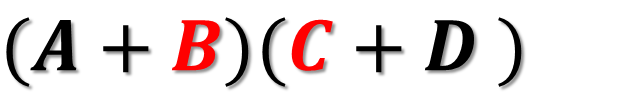 (A + B)(C + D )